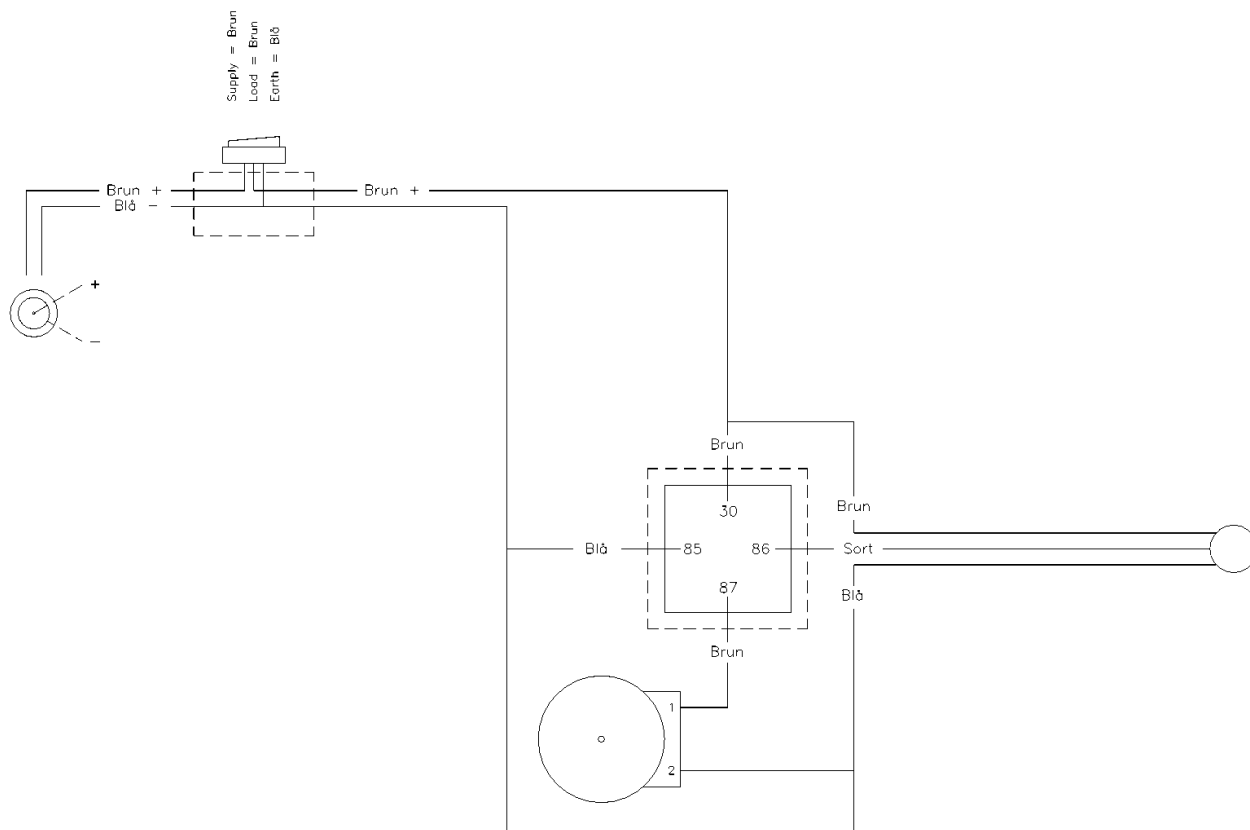 Supply = Brun
Load = Brun
Earth = Blå
Brun +
Brun +
Blå -
+
-
Brun
30
Brun
Blå
85
86
Sort
87
Blå
Brun
1
2